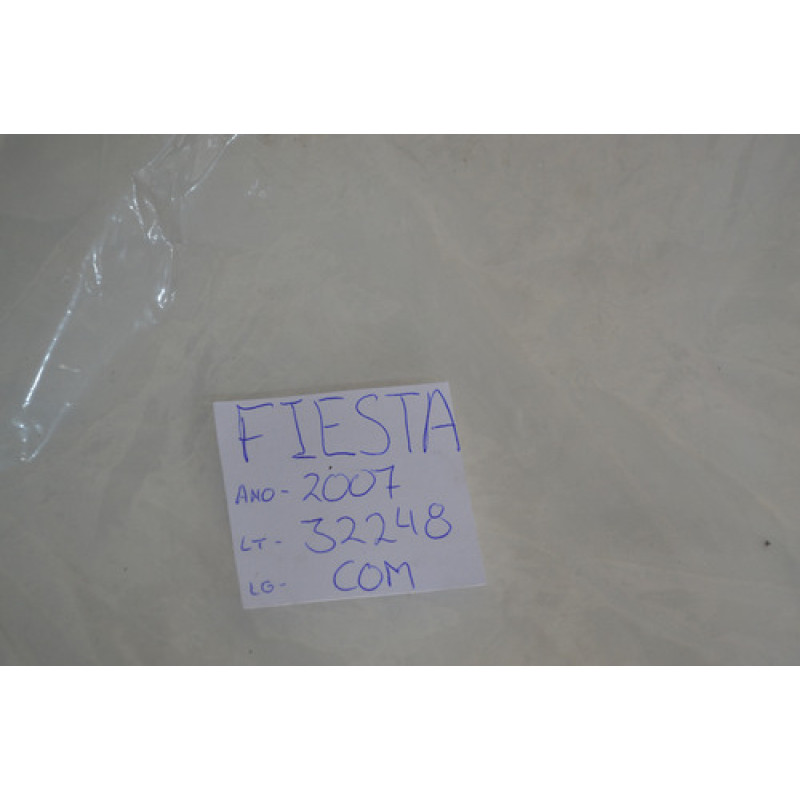 FIESTA
ANO- 2007
LT- 32248
LG- COM